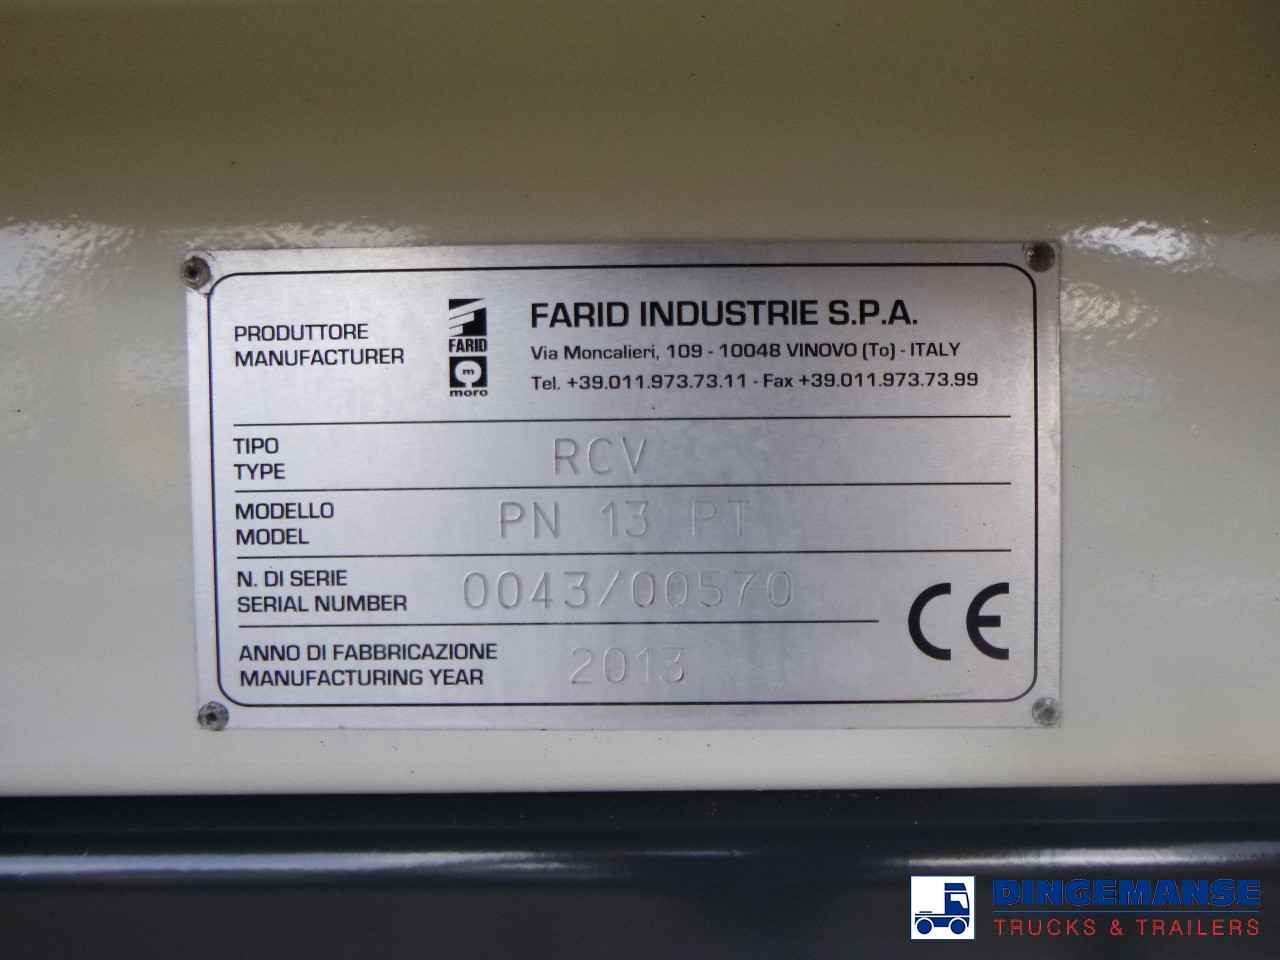 PRODUTTORE
MANUFACTURER
FARID
moro
FARID INDUSTRIE S.P.A.
Via Moncalieri, 109 - 10048 VINOVO (To) - ITALY
Tel. +39.011.973.73.11 - Fax +39.011.973.73.99
TIPO
TYPE
RCV
MODELLO
MODEL
PN 13 PT
N. DI SERIE
SERIAL NUMBER
0043/00570
CE
ANNO DI FABBRICAZIONE
MANUFACTURING YEAR
2013
DINGEMANSE
TRUCKS & TRAILERS